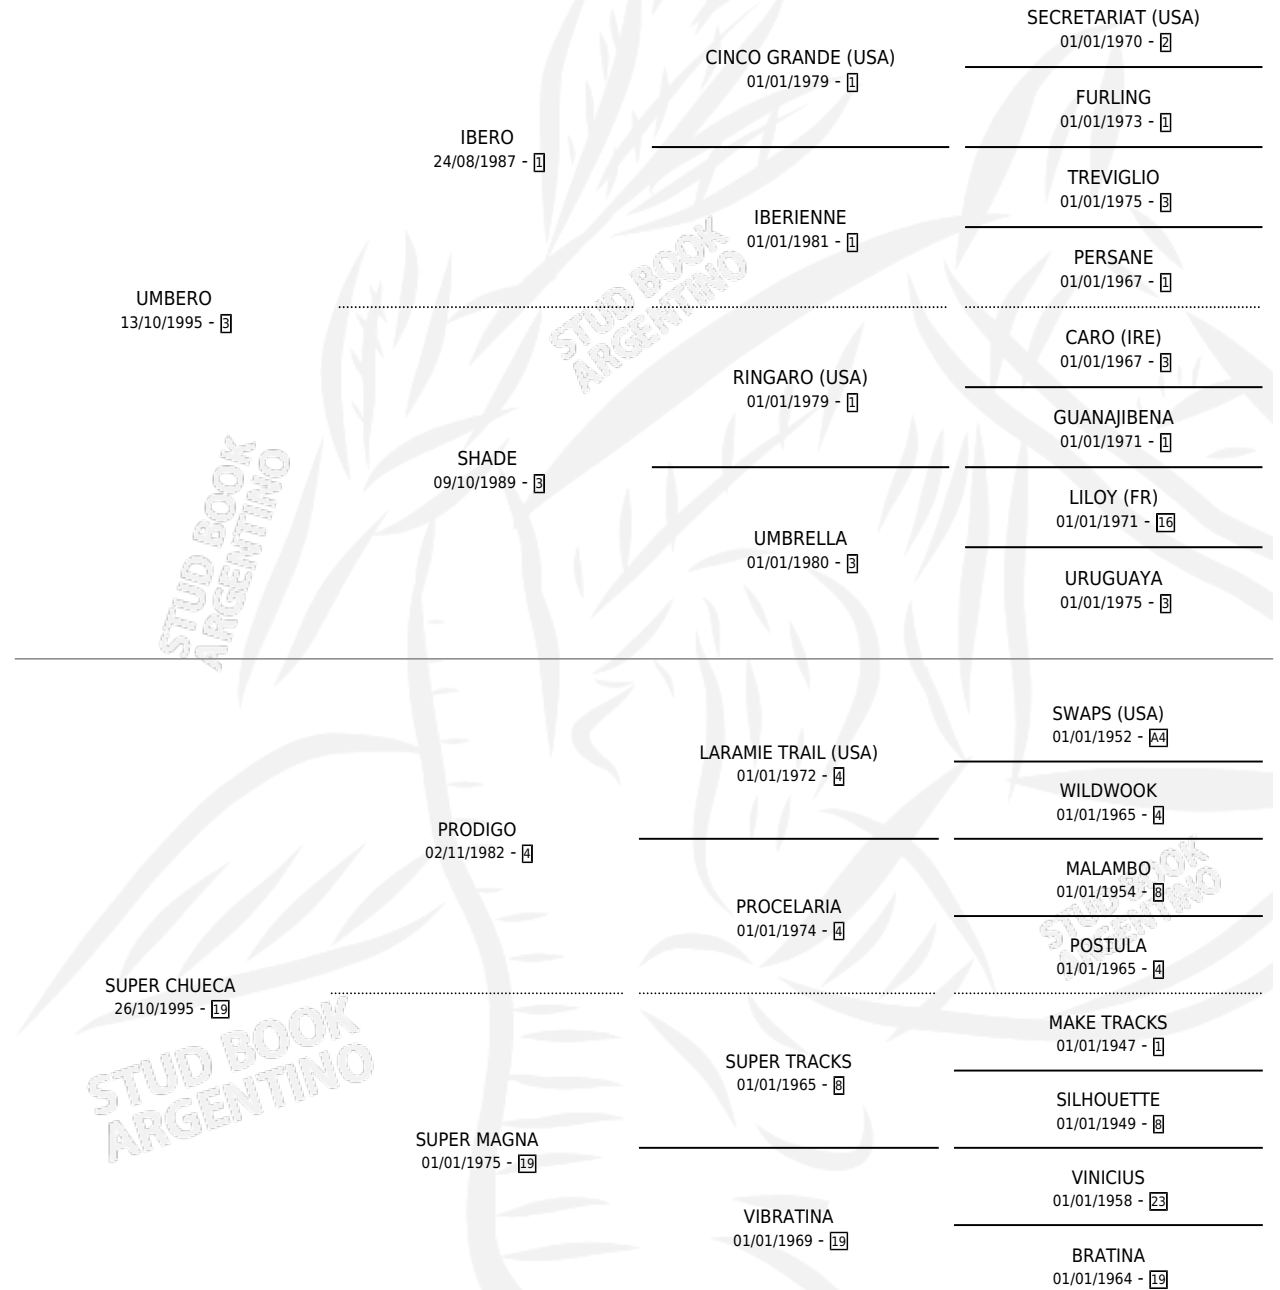 SECRETARIAT (USA)
01/01/1970 - 2
CINCO GRANDE (USA)
01/01/1979 - 1
FURLING
01/01/1973 - 1
IBERO
24/08/1987 - 1
TREVIGLIO
01/01/1975 - 3
IBERIENNE
01/01/1981 - 1
PERSANE
01/01/1967 - 1
UMBERO
13/10/1995 - 3
STUD BOOK
ARGENTINO
CARO (IRE)
01/01/1967 - 3
RINGARO (USA)
01/01/1979 - 1
GUANAJIBENA
01/01/1971 - 1
SHADE
09/10/1989 - 3
LILOY (FR)
01/01/1971 - 16
UMBRELLA
01/01/1980 - 3
URUGUAYA
01/01/1975 - 3
STUD BOOK
ARGENTINO
SWAPS (USA)
01/01/1952 - A4
LARAMIE TRAIL (USA)
01/01/1972 - 4
WILDWOOK
01/01/1965 - 4
PRODIGO
02/11/1982 - 4
MALAMBO
01/01/1954 - 8
PROCELARIA
01/01/1974 - 4
POSTULA
01/01/1965 - 4
STUD BOOK
ARGENTINO
SUPER CHUECA
26/10/1995 - 19
MAKE TRACKS
01/01/1947 - 1
SUPER TRACKS
01/01/1965 - 8
SILHOUETTE
01/01/1949 - 8
STUD BOOK
ARGENTINO
SUPER MAGNA
01/01/1975 - 19
VINICIUS
01/01/1958 - 23
VIBRATINA
01/01/1969 - 19
BRATINA
01/01/1964 - 19